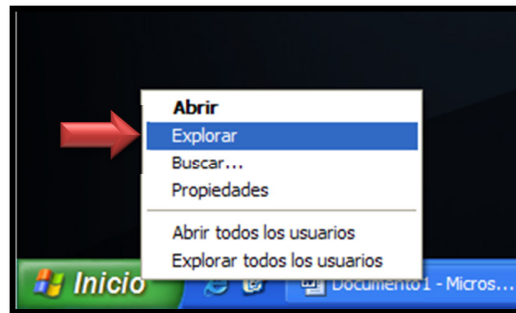 Abrir
Explorar
Buscar...
Propiedades
Abrir todos los usuarios
Explorar todos los usuarios
Inicio
Documento1 - Micros...